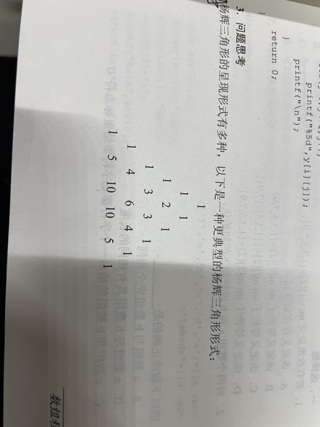 printf("%5d",y[i][j]);
printf("\n");
}
return 0;
3. 问题思考
杨辉三角形的呈现形式有多种，以下是一种更典型的杨辉三角形形式：
1
1 1
1 2 1
1 3 3 1
1 4 6 4 1
1 5 10 10 5 1